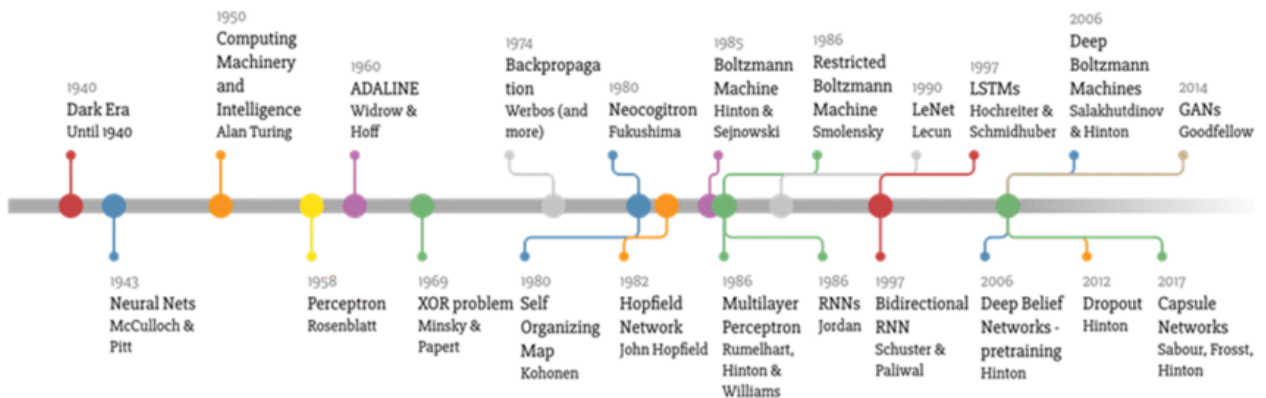 1940
Dark Era
Until 1940
1950
Computing
Machinery
and
Intelligence
Alan Turing
1960
ADALINE
Widrow &
Hoff
1974
Backpropaga
tion
Werbos (and
more)
1980
Neocogitron
Fukushima
1985
Boltzmann
Machine
Hinton &
Sejnowski
1986
Restricted
Boltzmann
Machine
Smolensky
1990
LeNet
Lecun
1997
LSTMs
Hochreiter &
Schmidhuber
2006
Deep
Boltzmann
Machines
Salakhutdinov
& Hinton
2014
GANs
Goodfellow
1943
Neural Nets
McCulloch &
Pitt
1958
Perceptron
Rosenblatt
1969
XOR problem
Minsky &
Papert
1980
Self
Organizing
Map
Kohonen
1982
Hopfield
Network
John Hopfield
1986
Multilayer
Perceptron
Rumelhart,
Hinton &
Williams
1986
RNNs
Jordan
1997
Bidirectional
RNN
Schuster &
Paliwal
2006
Deep Belief
Networks -
pretraining
Hinton
2012
Dropout
Hinton
2017
Capsule
Networks
Sabour, Frosst,
Hinton